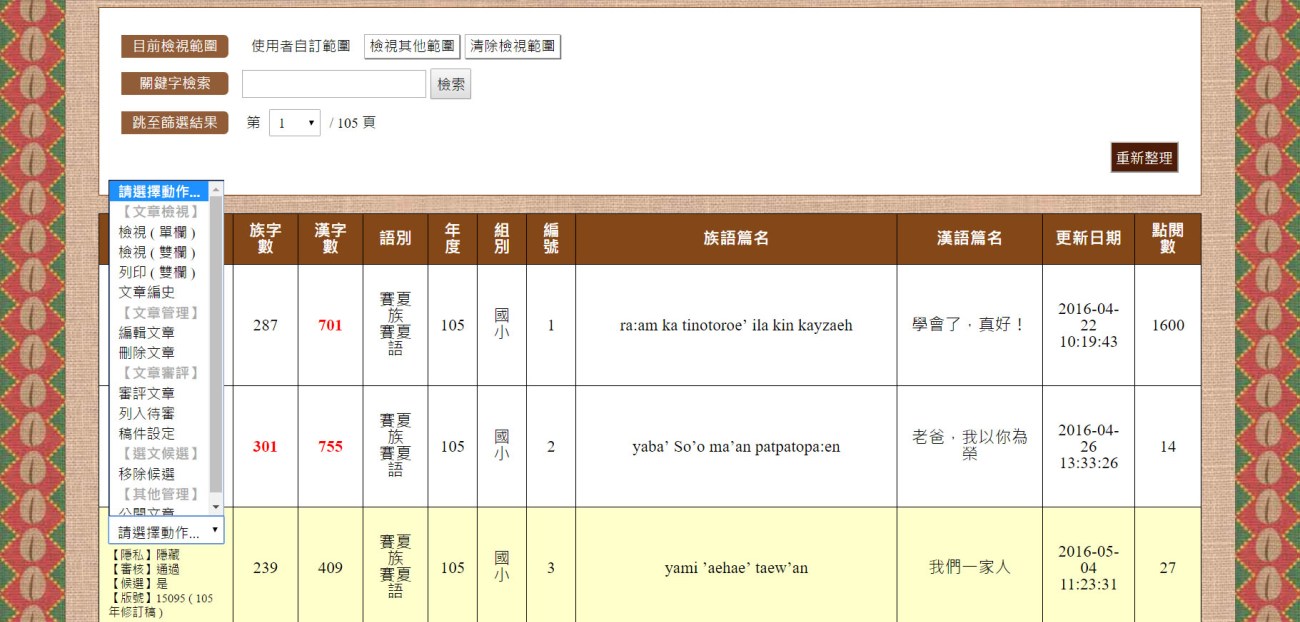 目前檢視範圍 使用者自訂範圍 檢視其他範圍 清除檢視範圍
關鍵字檢索 檢索
跳至篩選結果 第 1 / 105 頁
重新整理
請選擇動作...
【文章檢視】
檢視 ( 單欄 )
檢視 ( 雙欄 )
列印 ( 雙欄 )
文章編史
【文章管理】
編輯文章
刪除文章
【文章審評】
審評文章
列入待審
稿件設定
【選文候選】
移除候選
【其他管理】
公開文章
請選擇動作...
【隱私】隱藏
【審核】通過
【候選】是
【版號】15095 ( 105
年修訂稿 )
族字
數
漢字
數
語別
年
度
組
別
編
號
族語篇名
漢語篇名
更新日期
點閱
數
287
701
賽夏
族
賽夏
語
105
國
小
1
ra:am ka tinotoroe’ ila kin kayzaeh
學會了，真好！
2016-04-
22
10:19:43
1600
301
755
賽夏
族
賽夏
語
105
國
小
2
yaba’ So’o ma’an patpatopa:en
老爸，我以你為
榮
2016-04-
26
13:33:26
14
239
409
賽夏
族
賽夏
語
105
國
小
3
yami ’aehae’ taew’an
我們一家人
2016-05-
04
11:23:31
27